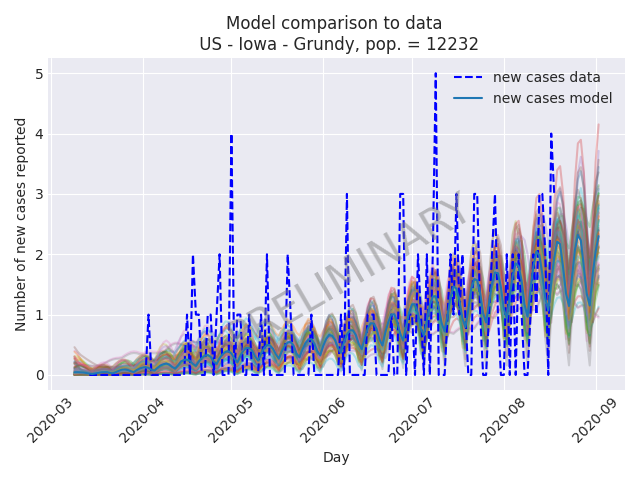 Model comparison to data
US - Iowa - Grundy, pop. = 12232
Number of new cases reported
5
4
3
2
1
0
new cases data
new cases model
PRELIMINARY
2020-03
2020-04
2020-05
2020-06
2020-07
2020-08
2020-09
Day